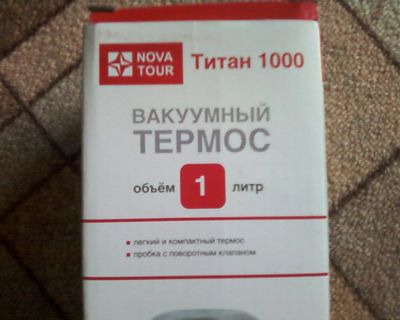 NOVA TOUR
Титан 1000
ВАКУУМНЫЙ
ТЕРМОС
объём 1 литр
легкий и компактный термос
пробка с поворотным клапаном